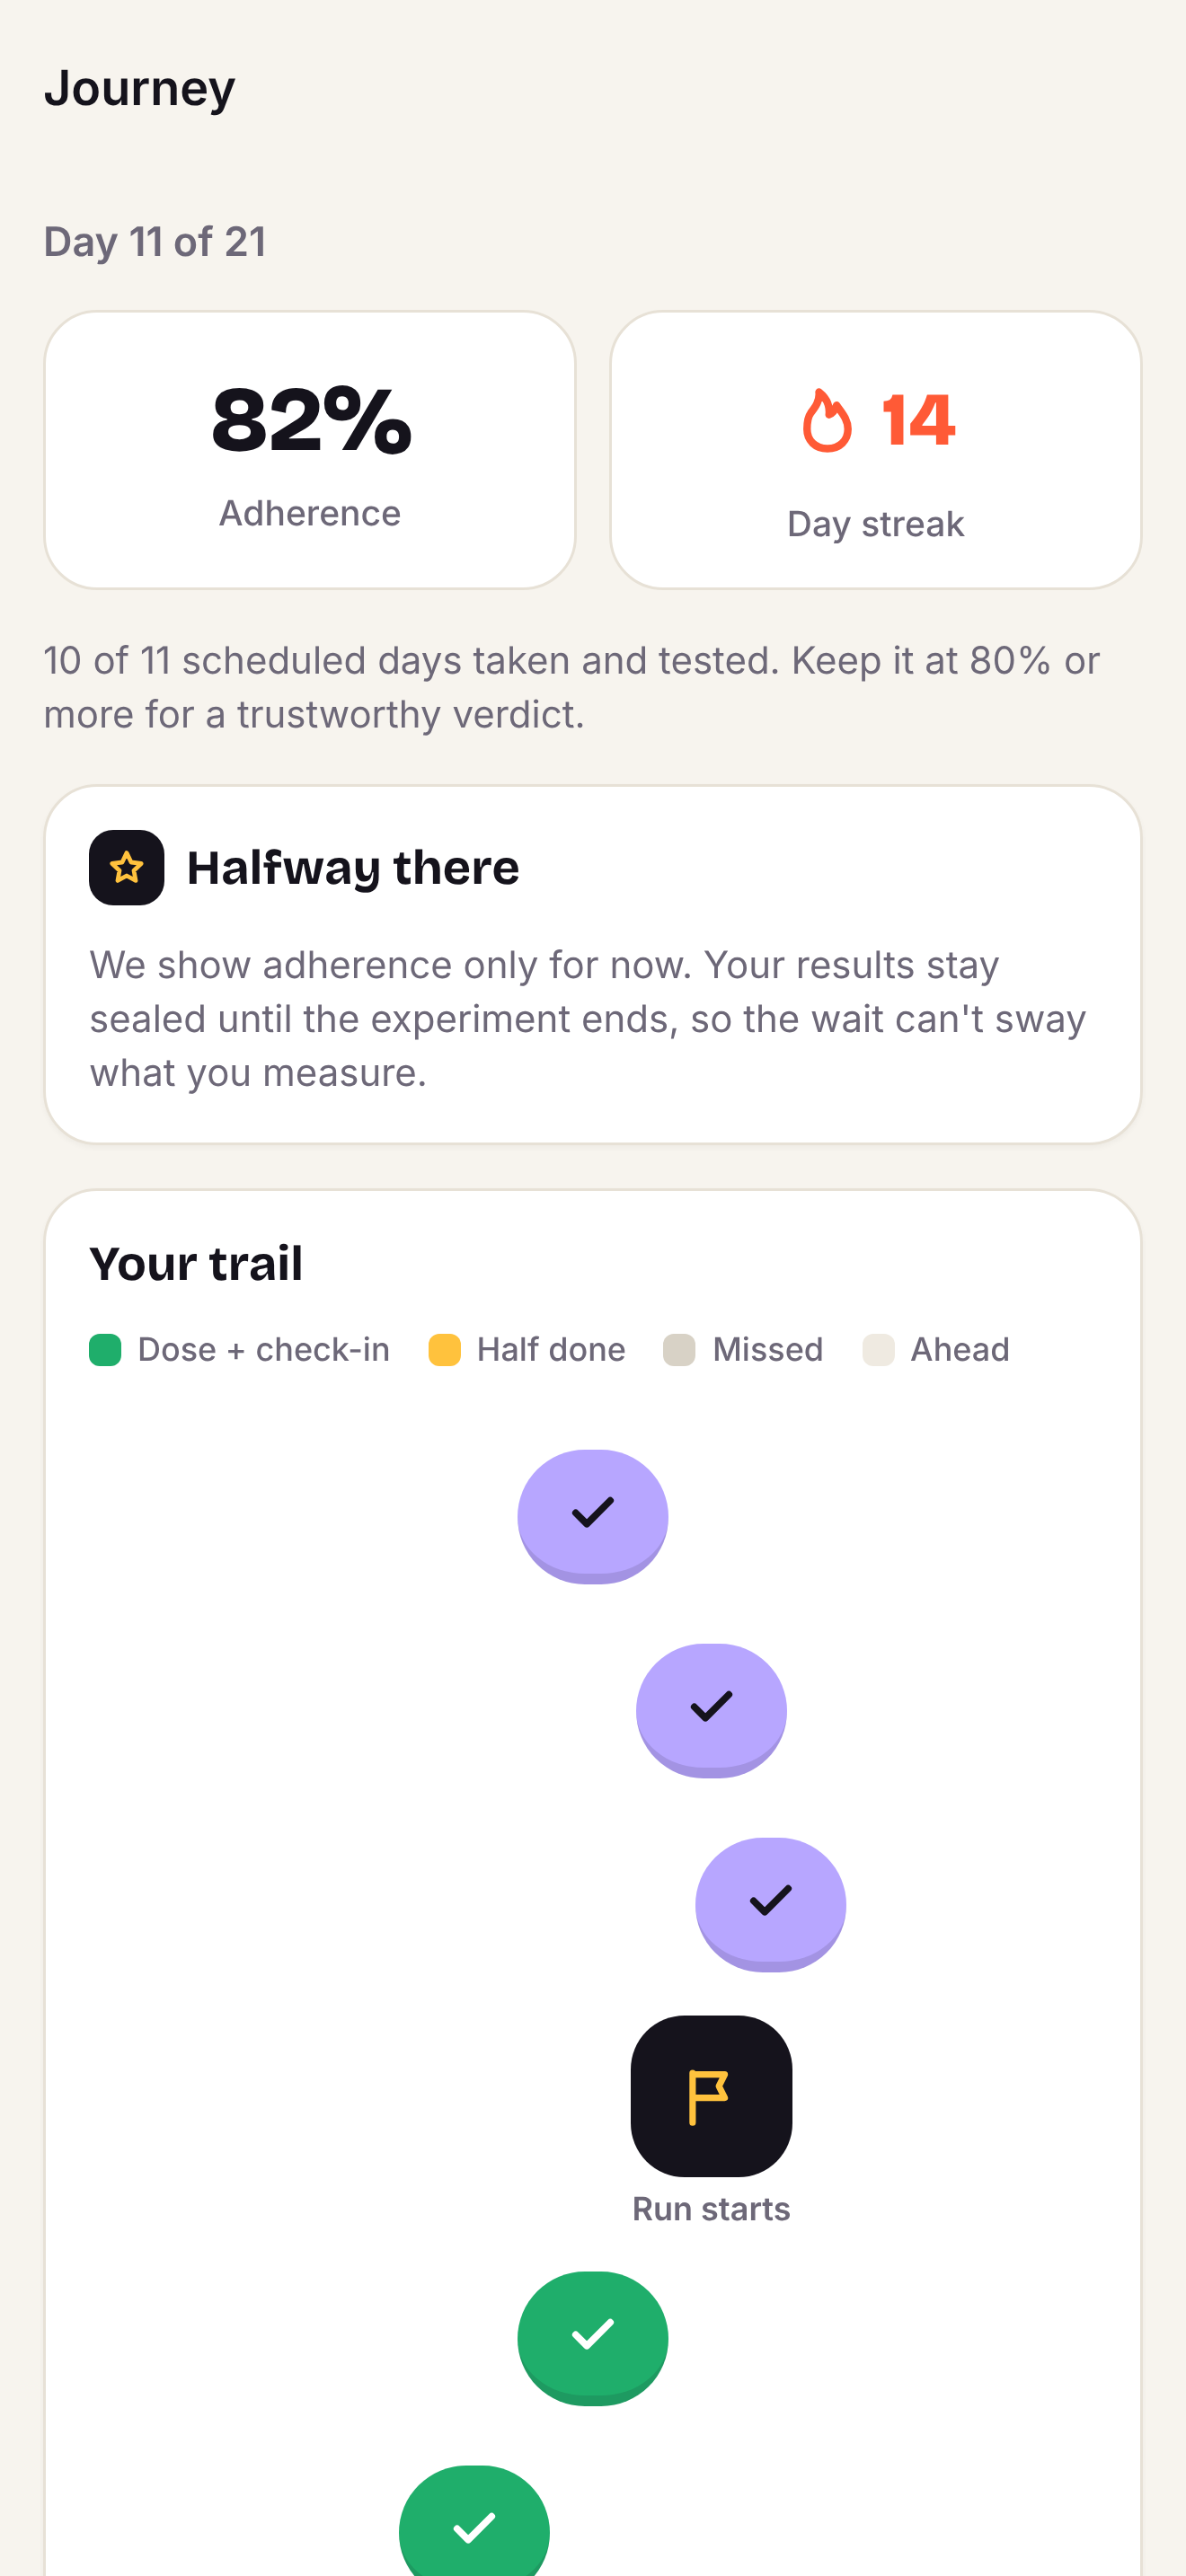 Journey
Day 11 of 21
82%
Adherence
14
Day streak
10 of 11 scheduled days taken and tested. Keep it at 80% or
more for a trustworthy verdict.
Halfway there
We show adherence only for now. Your results stay
sealed until the experiment ends, so the wait can't sway
what you measure.
Your trail
Dose + check-in
Half done
Missed
Ahead
Run starts